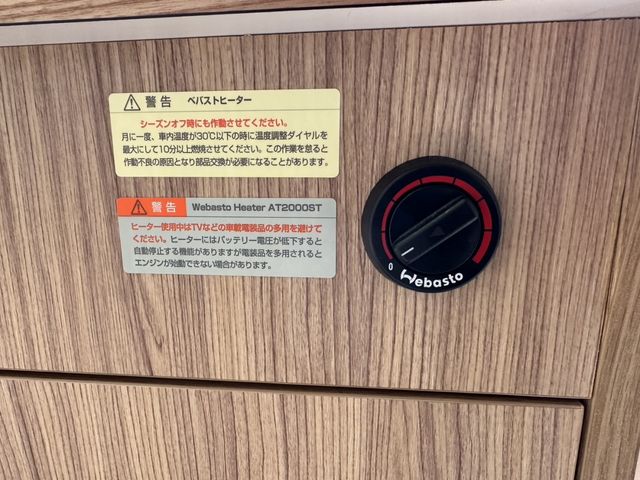 警告 ベバストヒーター
シーズンオフ時にも作動させてください。
月に一度、車内温度が30℃以下の時に温度調整ダイヤルを
最大にして10分以上燃焼させてください。この作業を怠ると
作動不良の原因となり部品交換が必要になることがあります。
警告 Webasto Heater AT2000ST
ヒーター使用中はTVなどの車載電装品の多用を避けて
ください。ヒーターにはバッテリー電圧が低下すると
自動停止する機能がありますが電装品を多用されると
エンジンが始動できない場合があります。
0
Webasto